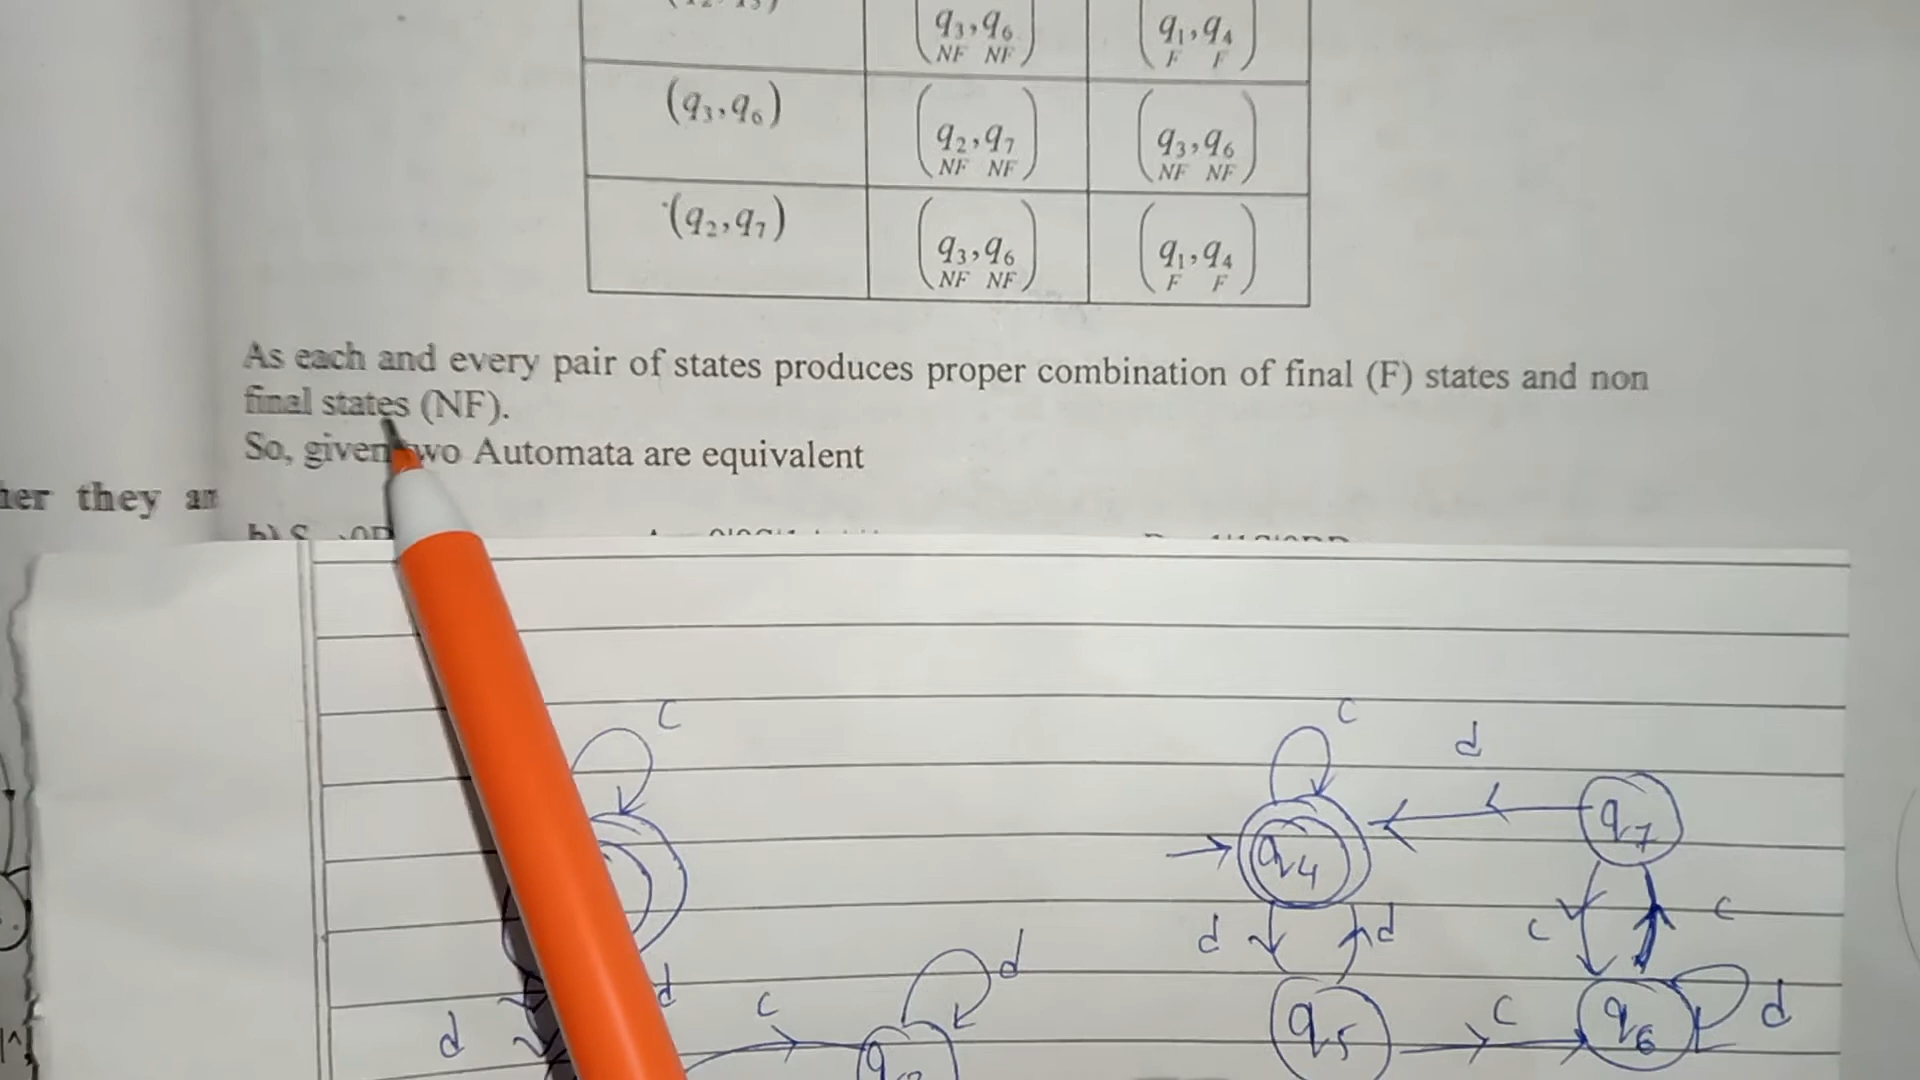 q3,q6 q1,q4
NF NF F F
(q3,q6) q2,q7 q3,q6
NF NF NF NF
(q2,q7) q3,q6 q1,q4
NF NF F F
As each and every pair of states produces proper combination of final (F) states and non
final states (NF).
So, given two Automata are equivalent
they
C C d
q4 q7
d d C C
d C d
d q5 C q6 d